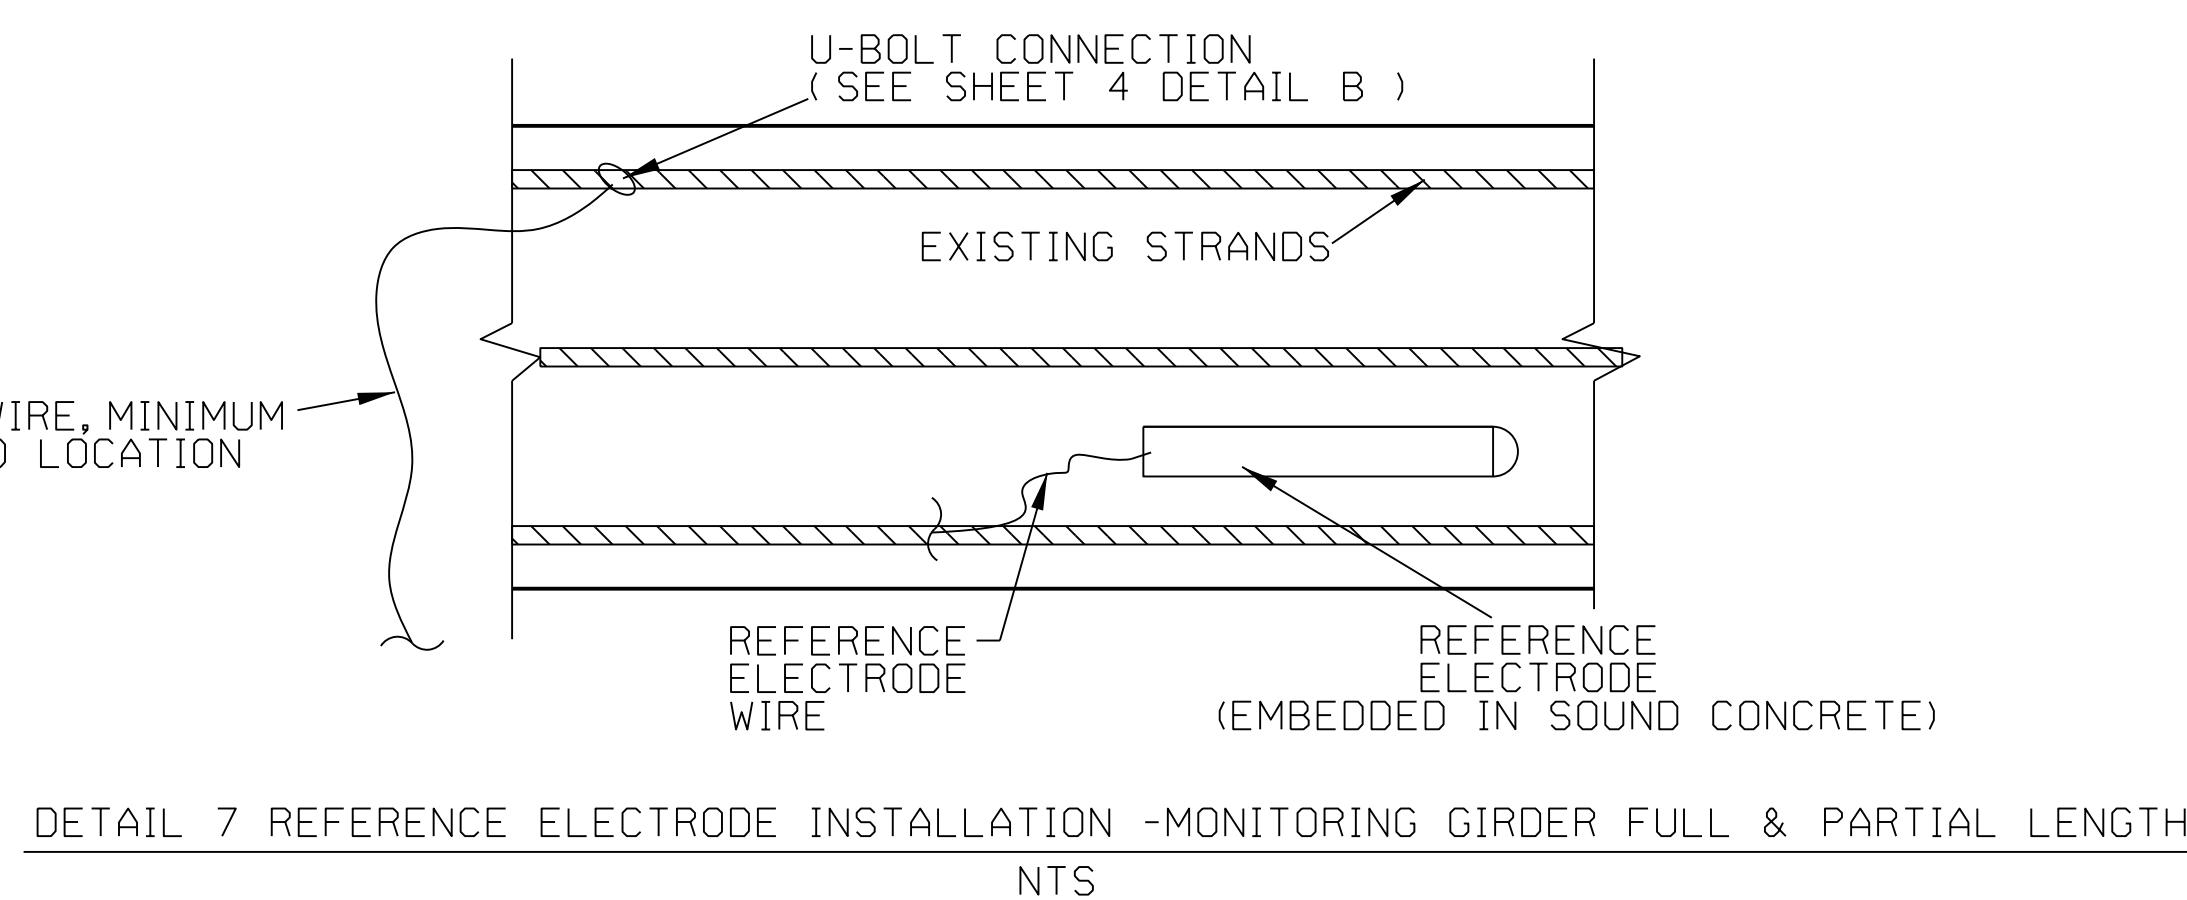 U-BOLT CONNECTION
(SEE SHEET 4 DETAIL B )
EXISTING STRANDS
WIRE, MINIMUM
LOCATION
REFERENCE
ELECTRODE
WIRE
REFERENCE
ELECTRODE
(EMBEDDED IN SOUND CONCRETE)
DETAIL 7 REFERENCE ELECTRODE INSTALLATION -MONITORING GIRDER FULL & PARTIAL LENGTH
NTS